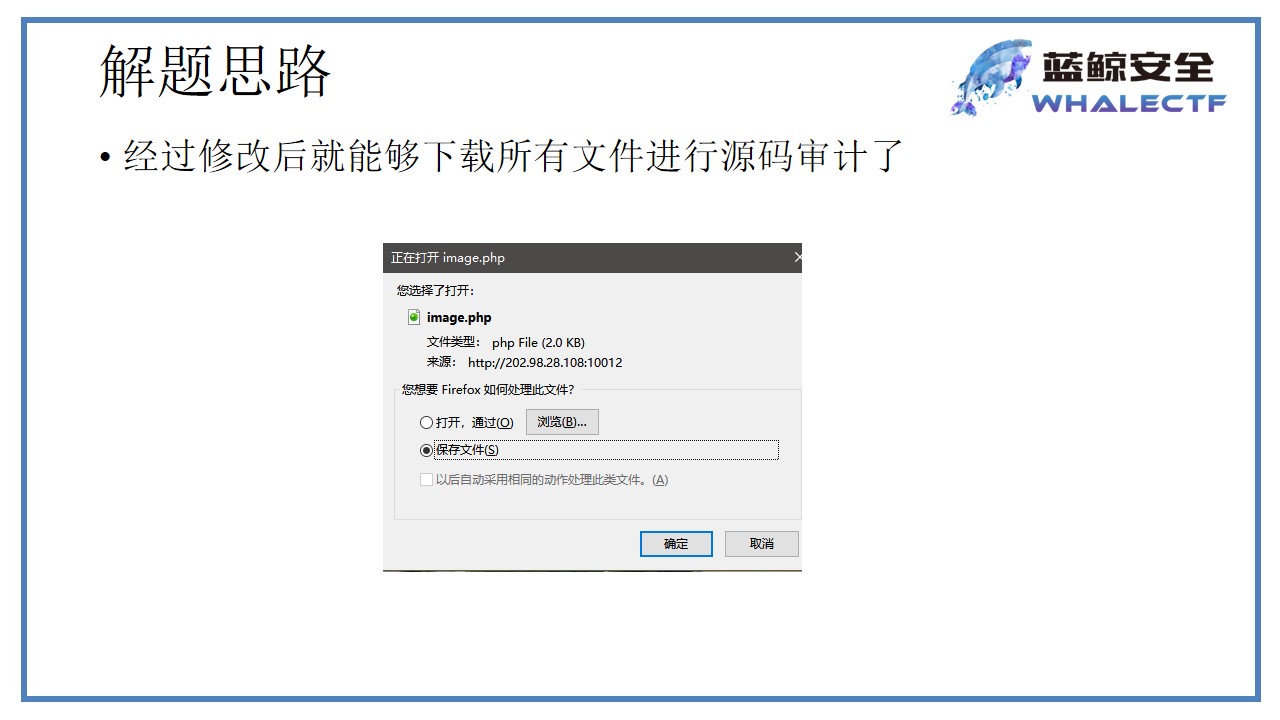 解题思路
蓝鲸安全
WHALECTF
• 经过修改后就能够下载所有文件进行源码审计了
正在打开 image.php
您选择了打开:
image.php
文件类型: php File (2.0 KB)
来源: http://202.98.28.108:10012
您想要 Firefox 如何处理此文件?
打开，通过(O) 浏览(B)...
保存文件(S)
以后自动采用相同的动作处理此类文件。(A)
确定 取消